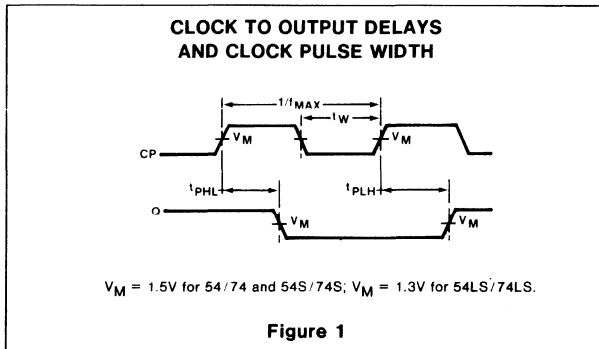 CLOCK TO OUTPUT DELAYS
AND CLOCK PULSE WIDTH
1/fMAX
tW
CP
VM
VM
tPHL
tPLH
Q
VM
VM
VM = 1.5V for 54/74 and 54S/74S; VM = 1.3V for 54LS/74LS.
Figure 1